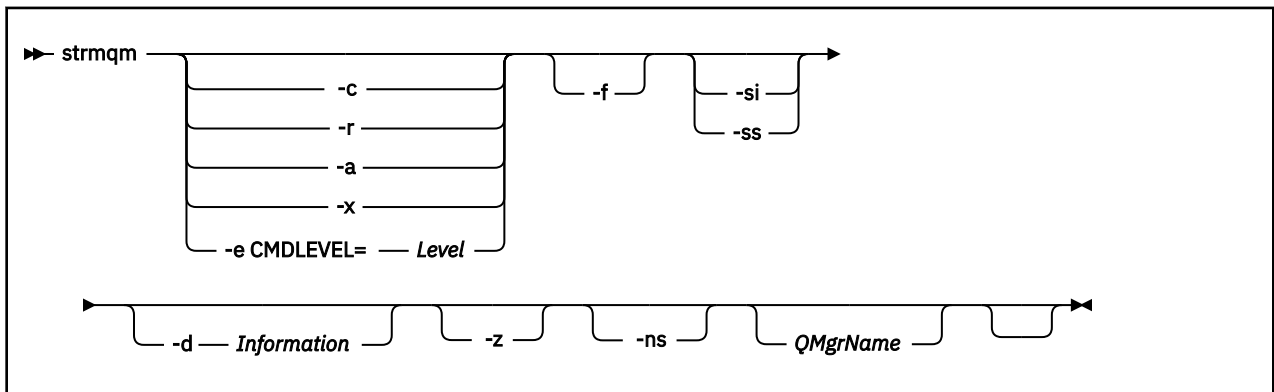 strmqm
-c
-f
-si
-r
-ss
-a
-x
-e CMDLEVEL= Level
-d Information
-z
-ns
QMgrName